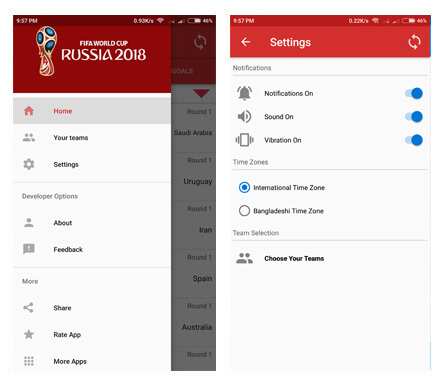 9:57 PM 0.93K/s 46%
FIFA WORLD CUP
RUSSIA 2018
GOALS
Home
Round 1
Saudi Arabia
Your teams
Settings
Round 1
Uruguay
Developer Options
Round 1
About
Iran
Feedback
Round 1
Spain
More
Round 1
Share
Australia
Rate App
Round 1
More Apps
9:57 PM 0.22K/s 46%
Settings
Notifications
Notifications On
Sound On
Vibration On
Time Zones
International Time Zone
Bangladeshi Time Zone
Team Selection
Choose Your Teams